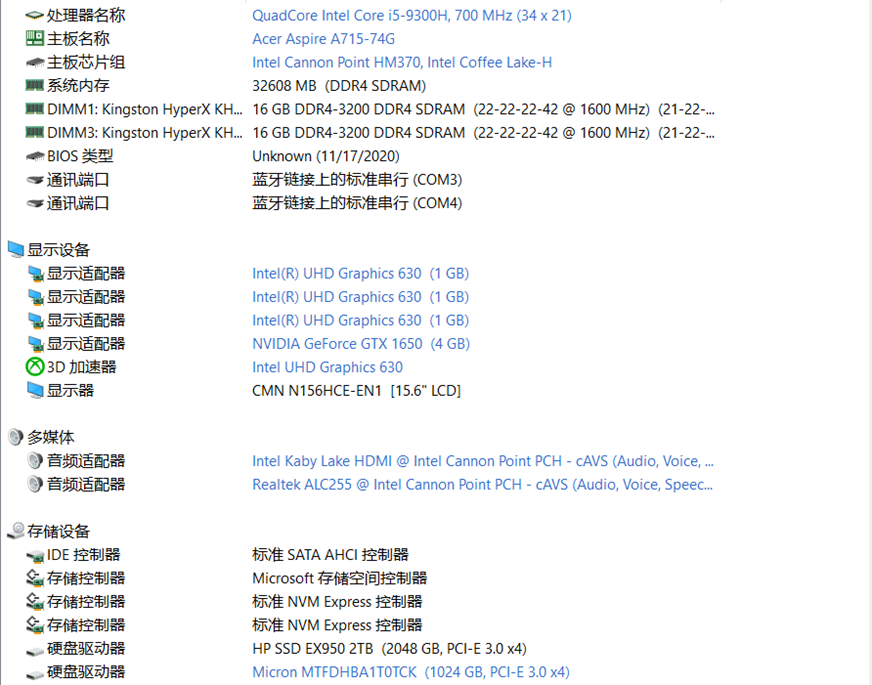 处理器名称 QuadCore Intel Core i5-9300H, 700 MHz (34 x 21)
主板名称 Acer Aspire A715-74G
主板芯片组 Intel Cannon Point HM370, Intel Coffee Lake-H
系统内存 32608 MB (DDR4 SDRAM)
DIMM1: Kingston HyperX KH... 16 GB DDR4-3200 DDR4 SDRAM (22-22-22-42 @ 1600 MHz) (21-22-...
DIMM3: Kingston HyperX KH... 16 GB DDR4-3200 DDR4 SDRAM (22-22-22-42 @ 1600 MHz) (21-22-...
BIOS 类型 Unknown (11/17/2020)
通讯端口 蓝牙链接上的标准串行 (COM3)
通讯端口 蓝牙链接上的标准串行 (COM4)
显示设备
显示适配器 Intel(R) UHD Graphics 630 (1 GB)
显示适配器 Intel(R) UHD Graphics 630 (1 GB)
显示适配器 Intel(R) UHD Graphics 630 (1 GB)
显示适配器 NVIDIA GeForce GTX 1650 (4 GB)
3D 加速器 Intel UHD Graphics 630
显示器 CMN N156HCE-EN1 [15.6" LCD]
多媒体
音频适配器 Intel Kaby Lake HDMI @ Intel Cannon Point PCH - cAVS (Audio, Voice, ...
音频适配器 Realtek ALC255 @ Intel Cannon Point PCH - cAVS (Audio, Voice, Speec...
存储设备
IDE 控制器 标准 SATA AHCI 控制器
存储控制器 Microsoft 存储空间控制器
存储控制器 标准 NVM Express 控制器
存储控制器 标准 NVM Express 控制器
硬盘驱动器 HP SSD EX950 2TB (2048 GB, PCI-E 3.0 x4)
硬盘驱动器 Micron MTFDHBA1T0TCK (1024 GB, PCI-E 3.0 x4)